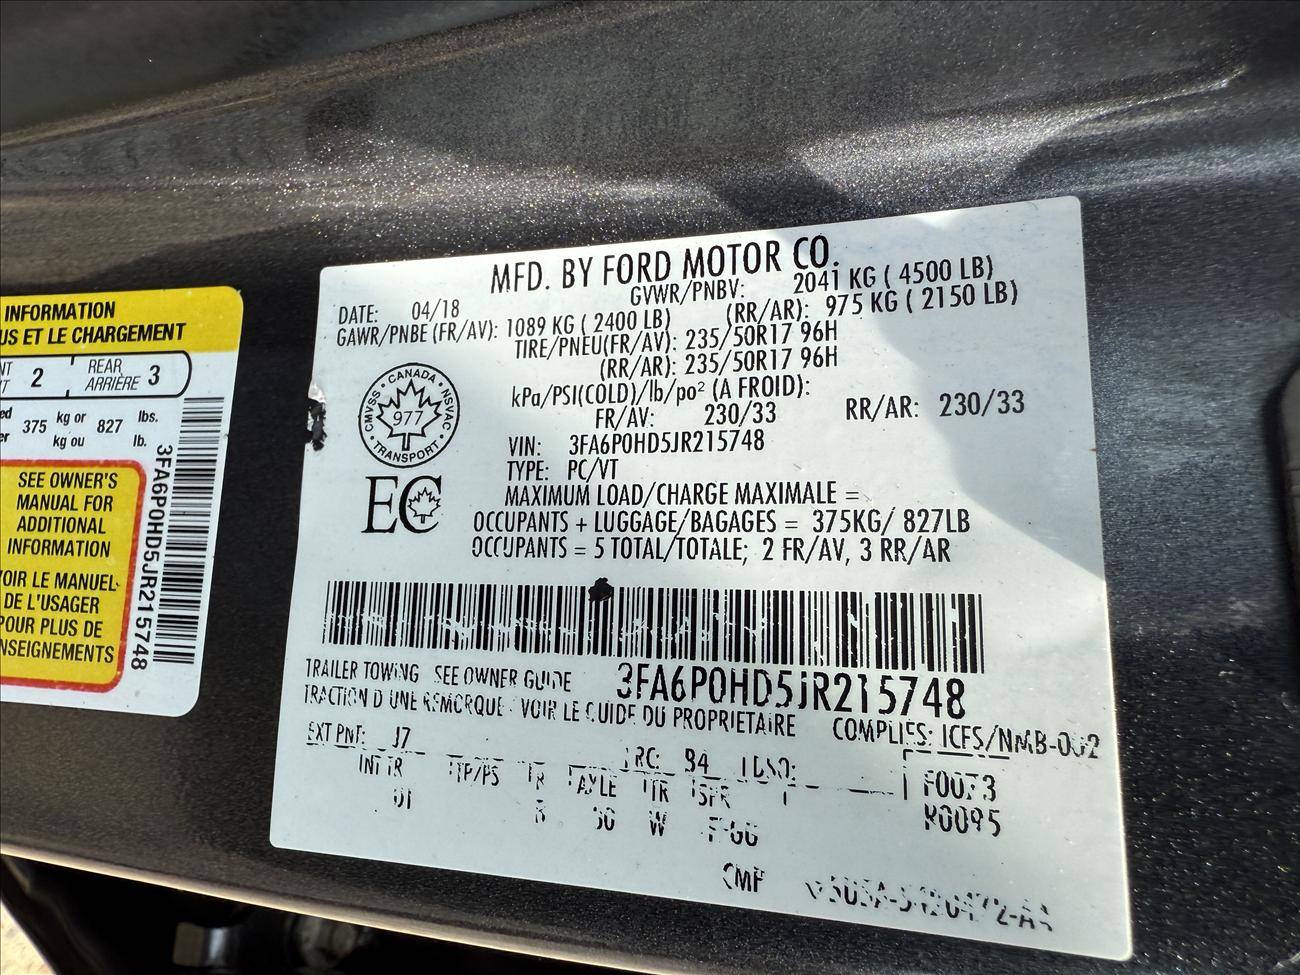 INFORMATION
US ET LE CHARGEMENT
2 REAR ARRIÈRE 3
375 kg or kg ou 827 lbs. lb.
SEE OWNER'S
MANUAL FOR
ADDITIONAL
INFORMATION
VOIR LE MANUEL
DE L'USAGER
POUR PLUS DE
3FA6P0HD5JR215748
MFD. BY FORD MOTOR CO.
DATE: 04/18 GVWR/PNBV: 2041 KG ( 4500 LB)
GAWR/PNBE (FR/AV): 1089 KG ( 2400 LB) (RR/AR): 975 KG ( 2150 LB)
TIRE/PNEU(FR/AV): 235/50R17 96H
(RR/AR): 235/50R17 96H
kPa/PSI(COLD)/lb/po² (A FROID):
FR/AV: 230/33 RR/AR: 230/33
CANADA
CMVSS 977 NSVAC
TRANSPORT
VIN: 3FA6P0HD5JR215748
TYPE: PC/VT
EC
MAXIMUM LOAD/CHARGE MAXIMALE =
OCCUPANTS + LUGGAGE/BAGAGES = 375KG/ 827LB
OCCUPANTS = 5 TOTAL/TOTALE; 2 FR/AV, 3 RR/AR
TRAILER TOWING SEE OWNER GUIDE 3FA6P0HD5JR215748
TRACTION D UNE REMORQUE - VOIR LE GUIDE DU PROPRIETAIRE COMPLIES: ICES/NMB-002
EXT PNT: J7 RC: 84 DSO: F0073
INT TR TP/PS R AXLE TR SPR
W
CMP